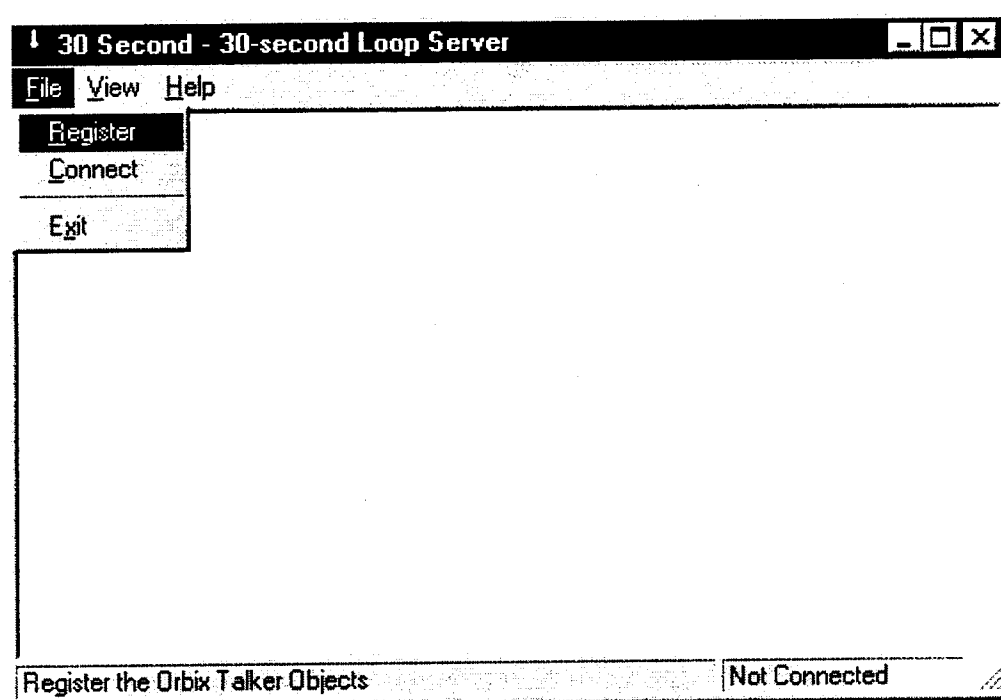 30 Second - 30-second Loop Server
File View Help
Register
Connect
Exit
Register the Orbix Talker Objects
Not Connected